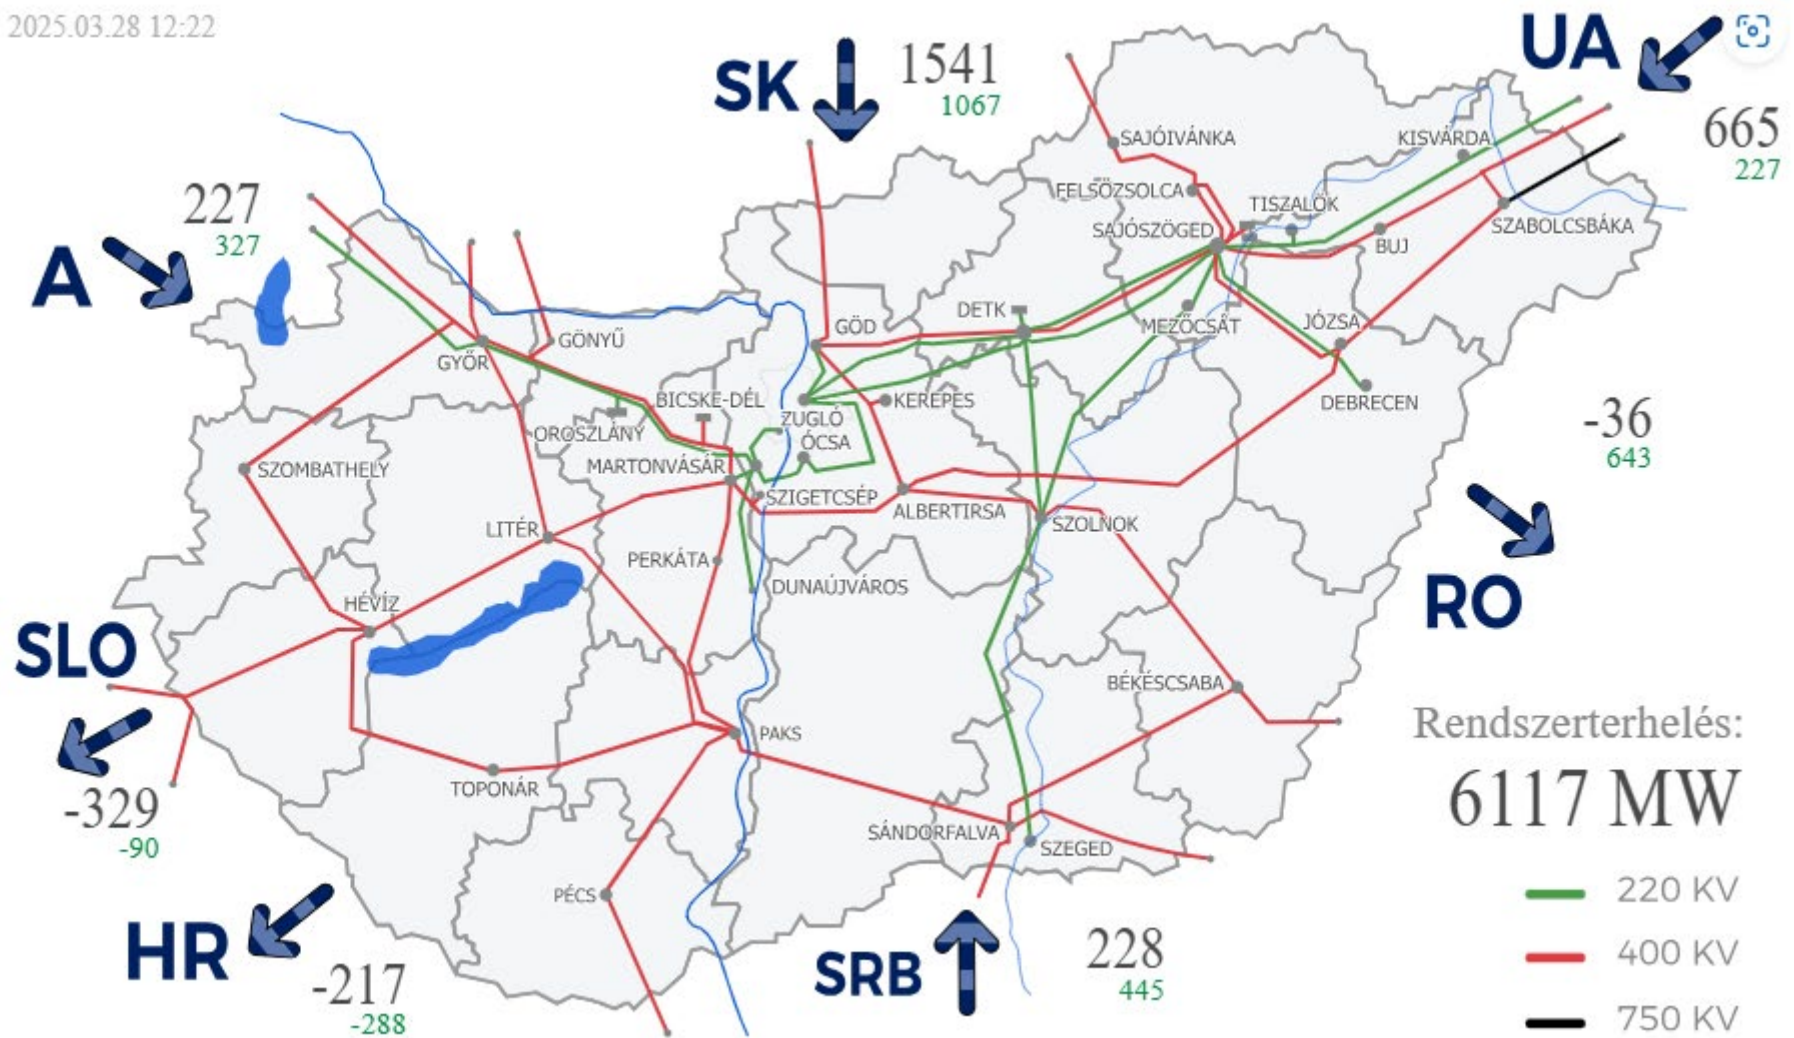 2025.03.28 12:22
SK
1541
1067
UA
665
227
227
327
A
SAJÓIVÁNKA
KISVÁRDA
FELSŐZSOLCA
TISZALÖK
SAJÓSZÖGED
BUJ
SZABOLCSBÁKA
DETK
MEZŐCSÁT
JÓZSA
GÖD
GYŐR
GÖNYŰ
BICSKE-DÉL
KEREPES
DEBRECEN
ZUGLÓ
OROSZLÁNY
ÓCSA
MARTONVÁSÁR
SZOMBATHELY
SZIGETCSÉP
ALBERTIRSA
SZOLNOK
LITÉR
PERKÁTA
DUNAÚJVÁROS
HÉVÍZ
-36
643
RO
SLO
-329
-90
BÉKÉSCSABA
PAKS
TOPONÁR
SÁNDORFALVA
SZEGED
PÉCS
HR
-217
-288
SRB
228
445
Rendszerterhelés:
6117 MW
220 KV
400 KV
750 KV